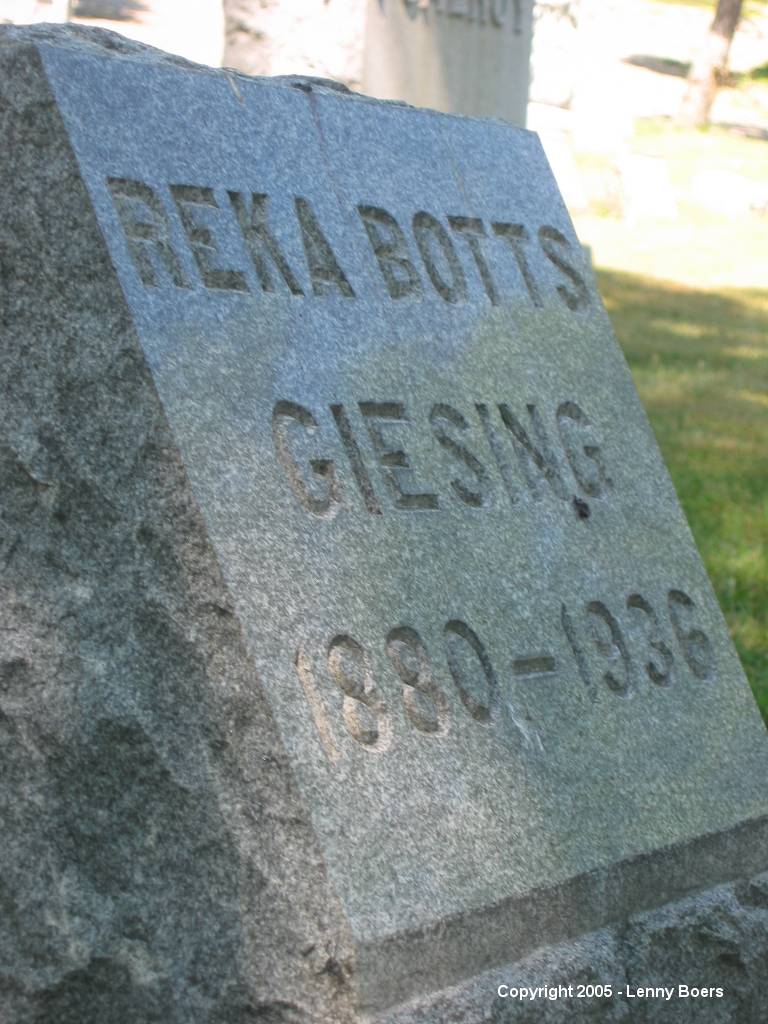 REKA BOTTS
GIESING
1880-1936
Copyright 2005 - Lenny Boers